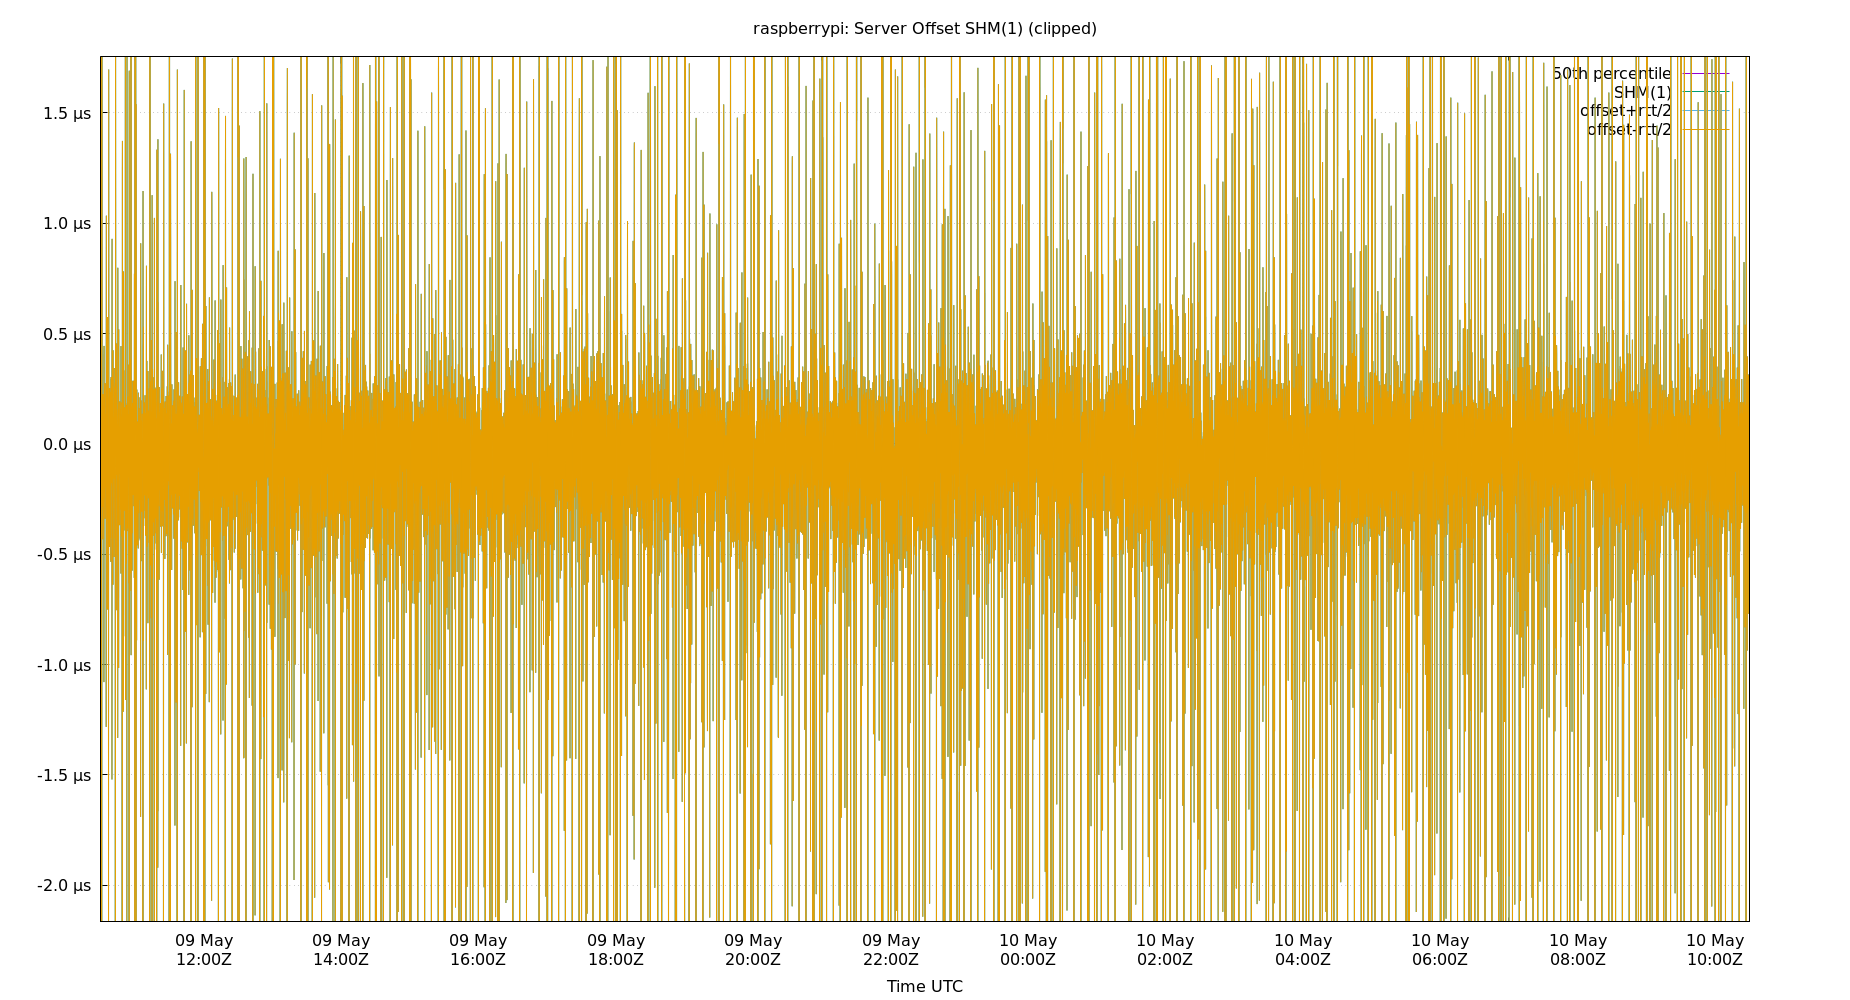 raspberrypi: Server Offset SHM(1) (clipped)
50th percentile
SHM(1)
offset+rtt/2
offset-rtt/2
1.5 µs
1.0 µs
0.5 µs
0.0 µs
-0.5 µs
-1.0 µs
-1.5 µs
-2.0 µs
09 May 09 May 09 May 09 May 09 May 09 May 10 May 10 May 10 May 10 May 10 May 10 May
12:00Z 14:00Z 16:00Z 18:00Z 20:00Z 22:00Z 00:00Z 02:00Z 04:00Z 06:00Z 08:00Z 10:00Z
Time UTC